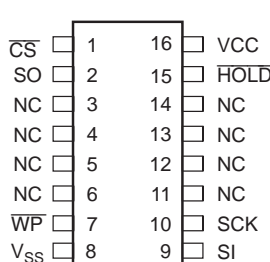 CS 1 16 VCC
SO 2 15 HOLD
NC 3 14 NC
NC 4 13 NC
NC 5 12 NC
NC 6 11 NC
WP 7 10 SCK
VSS 8 9 SI